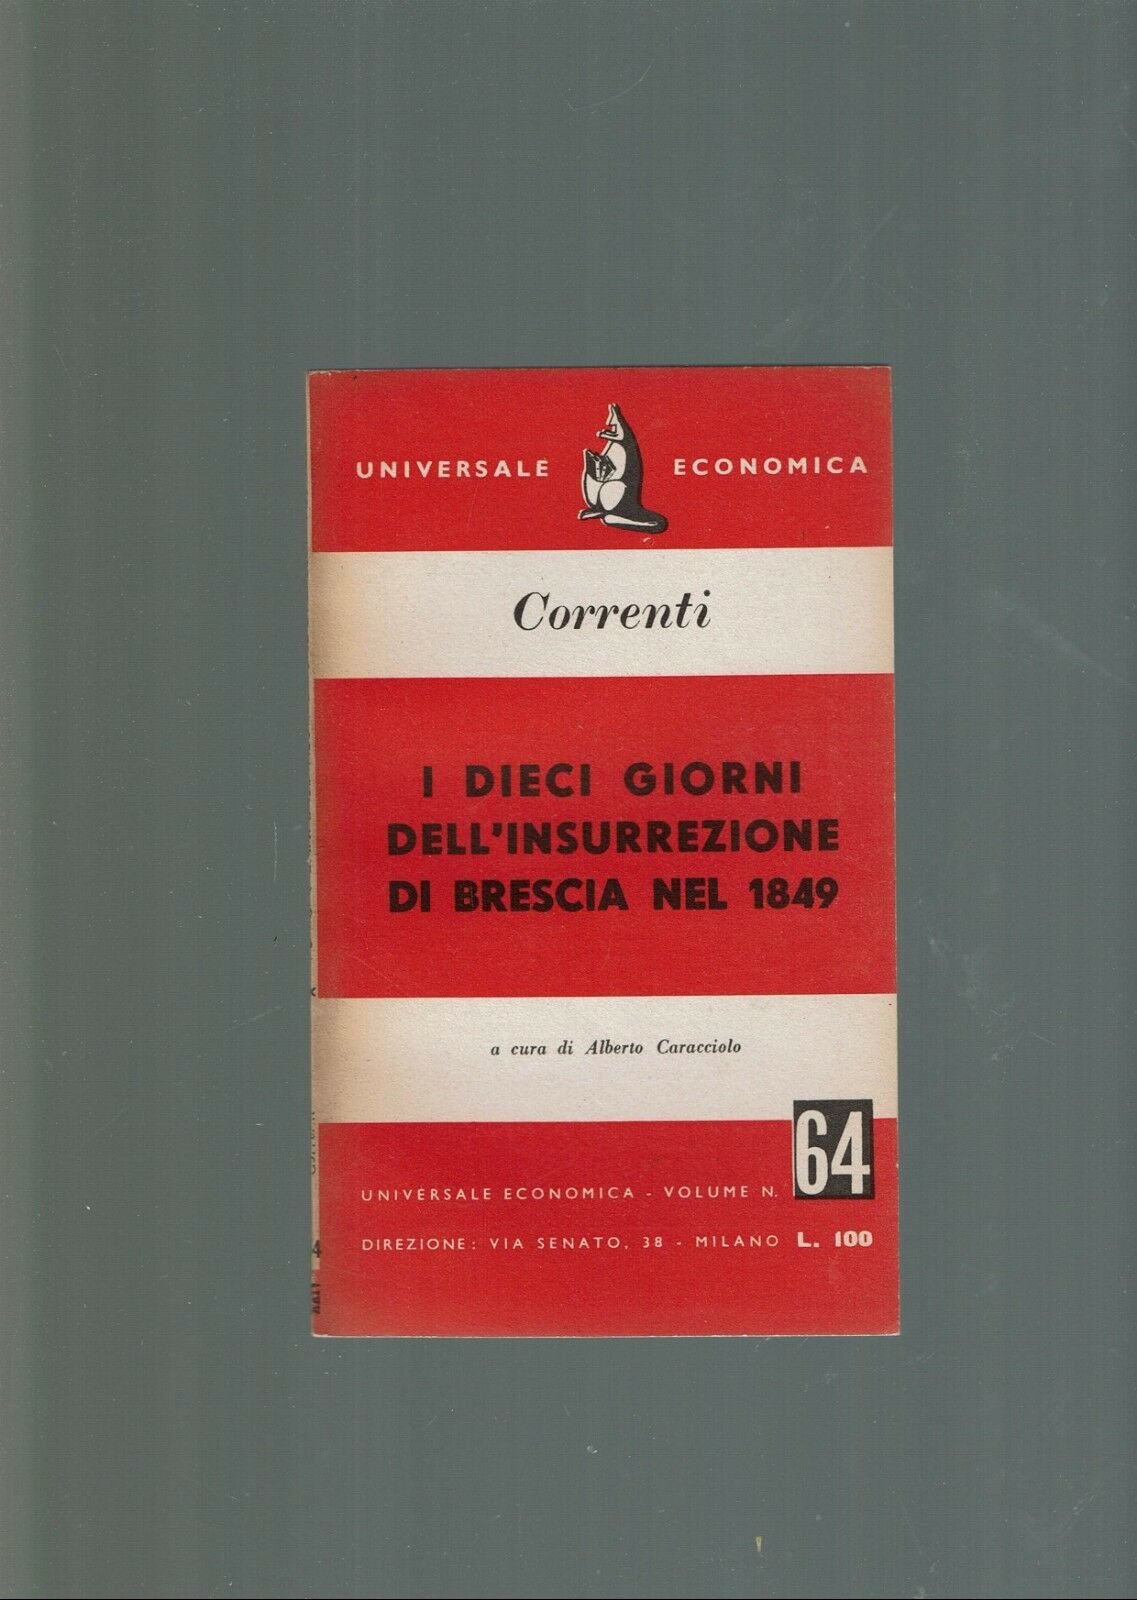 UNIVERSALE ECONOMICA
Correnti
I DIECI GIORNI
DELL'INSURREZIONE
DI BRESCIA NEL 1849
a cura di Alberto Caracciolo
UNIVERSALE ECONOMICA - VOLUME N. 64
DIREZIONE: VIA SENATO, 38 - MILANO L. 100